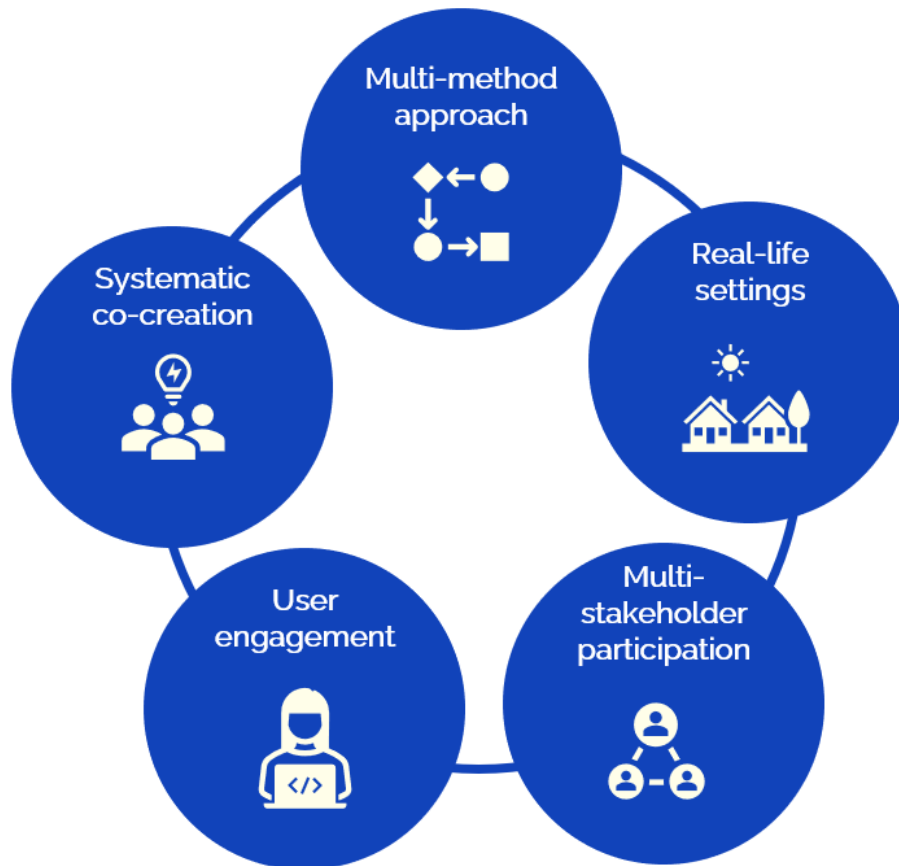 Multi-method
approach
Real-life
settings
Multi-
stakeholder
participation
User
engagement
</>
Systematic
co-creation